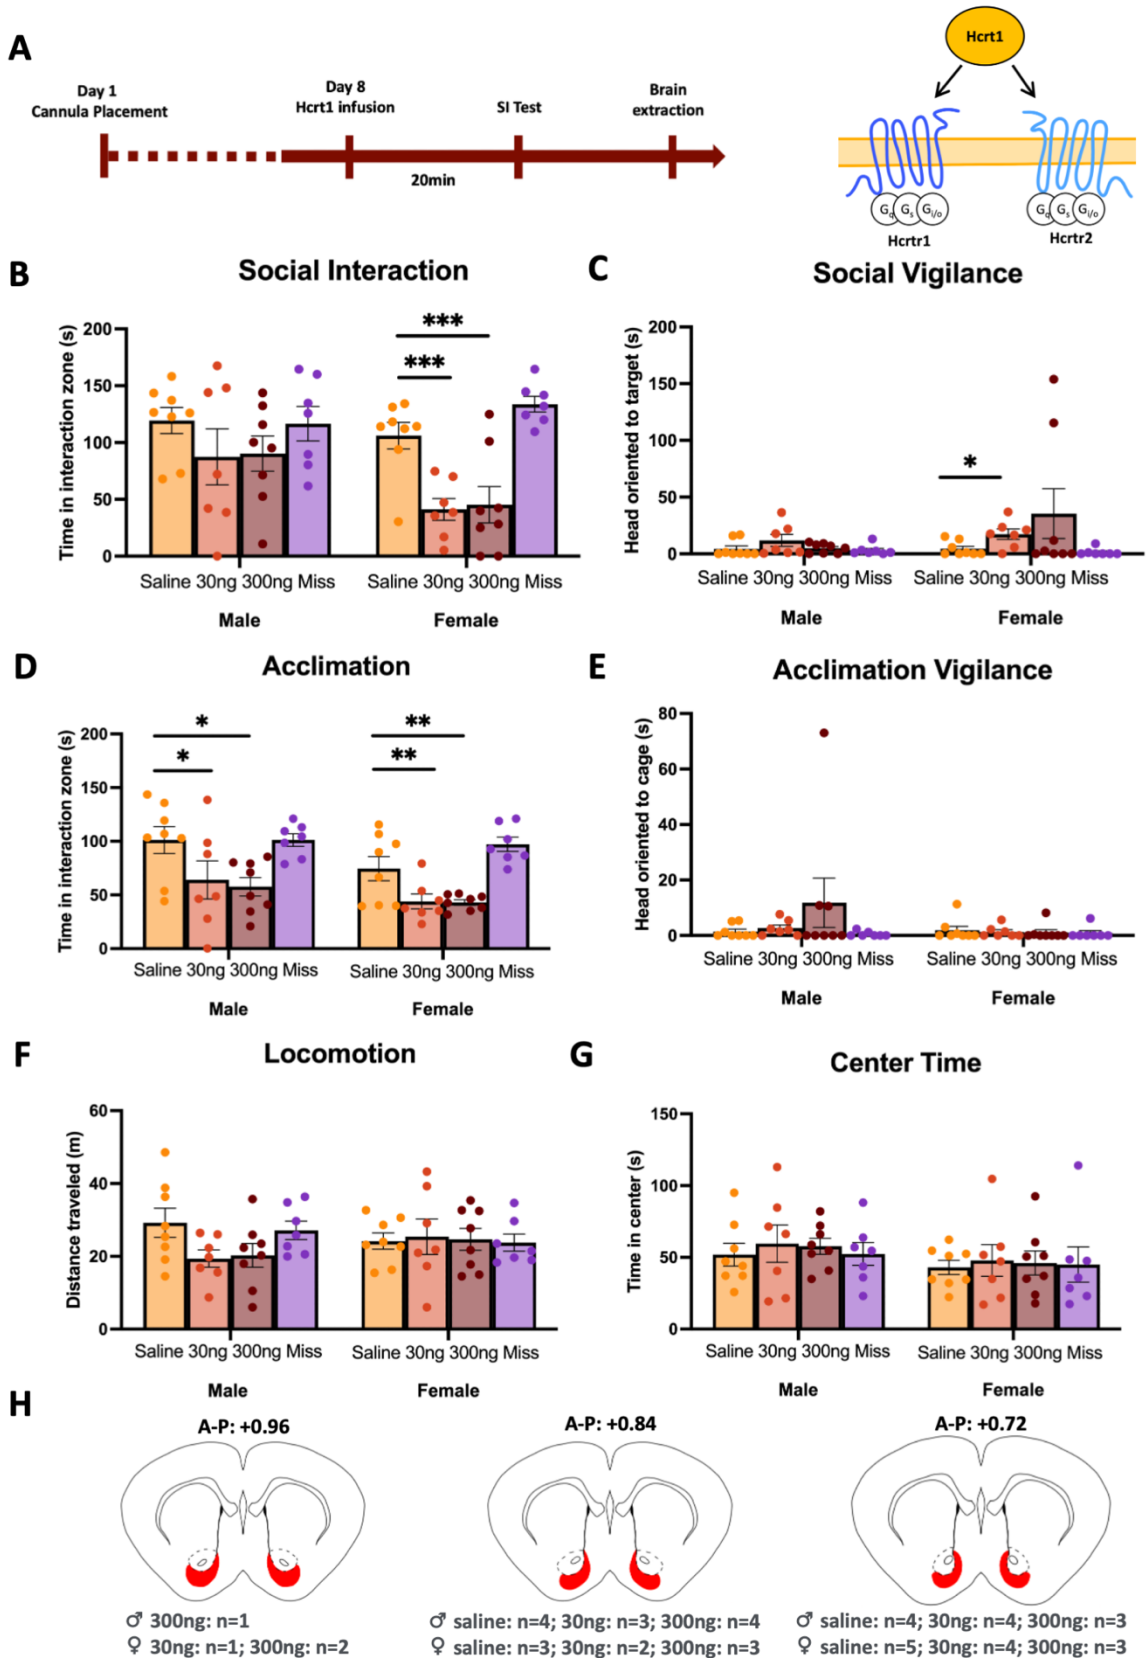 A
Day 1
Cannula Placement
Day 8
Hcrt1 infusion
SI Test
Brain
extraction
20min
Hcrt1
Gq Gs Gi/o
Gq Gs Gi/o
Hcrtr1
Hcrtr2
B
Social Interaction
Time in interaction zone (s)
200
150
100
50
0
***
***
Saline 30ng 300ng Miss
Saline 30ng 300ng Miss
Male
Female
C
Social Vigilance
Head oriented to target (s)
200
150
100
50
0
*
Saline 30ng 300ng Miss
Saline 30ng 300ng Miss
Male
Female
D
Acclimation
Time in interaction zone (s)
200
150
100
50
0
*
*
**
**
Saline 30ng 300ng Miss
Saline 30ng 300ng Miss
Male
Female
E
Acclimation Vigilance
Head oriented to cage (s)
80
60
40
20
0
Saline 30ng 300ng Miss
Saline 30ng 300ng Miss
Male
Female
F
Locomotion
Distance traveled (m)
60
40
20
0
Saline 30ng 300ng Miss
Saline 30ng 300ng Miss
Male
Female
G
Center Time
Time in center (s)
150
100
50
0
Saline 30ng 300ng Miss
Saline 30ng 300ng Miss
Male
Female
H
A-P: +0.96
♂ 300ng: n=1
♀ 30ng: n=1; 300ng: n=2
A-P: +0.84
♂ saline: n=4; 30ng: n=3; 300ng: n=4
♀ saline: n=3; 30ng: n=2; 300ng: n=3
A-P: +0.72
♂ saline: n=4; 30ng: n=4; 300ng: n=3
♀ saline: n=5; 30ng: n=4; 300ng: n=3